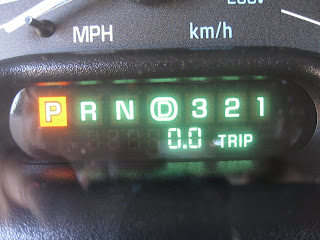 MPH km/h
P R N D 3 2 1
0.0 TRIP